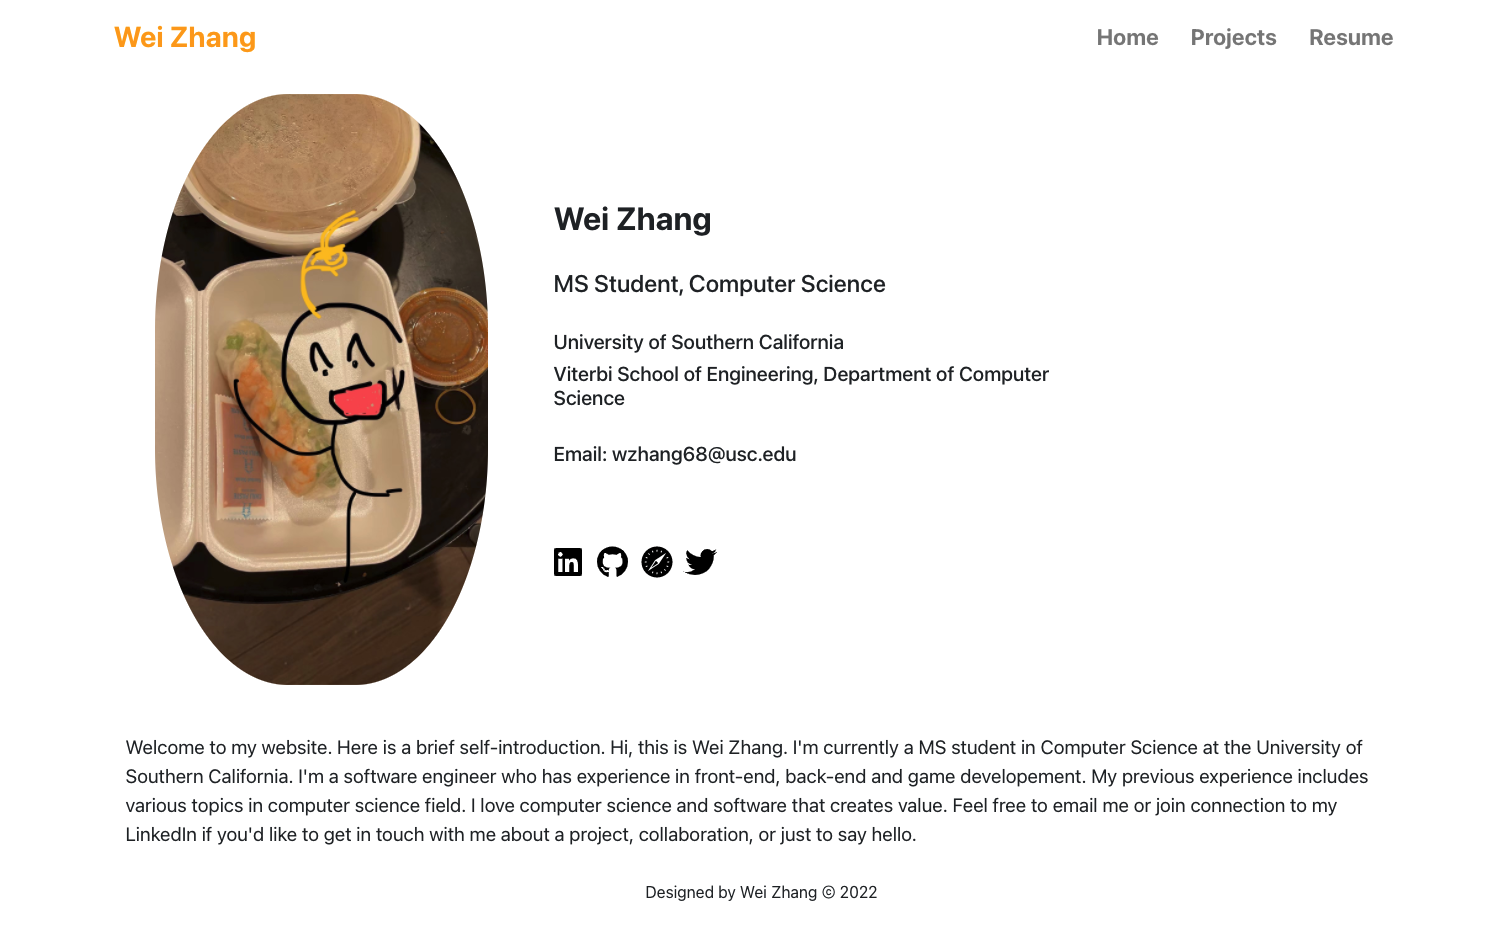 Wei Zhang
Home Projects Resume
Wei Zhang
MS Student, Computer Science
University of Southern California
Viterbi School of Engineering, Department of Computer
Science
Email: wzhang68@usc.edu
in
Welcome to my website. Here is a brief self-introduction. Hi, this is Wei Zhang. I'm currently a MS student in Computer Science at the University of
Southern California. I'm a software engineer who has experience in front-end, back-end and game developement. My previous experience includes
various topics in computer science field. I love computer science and software that creates value. Feel free to email me or join connection to my
LinkedIn if you'd like to get in touch with me about a project, collaboration, or just to say hello.
Designed by Wei Zhang © 2022